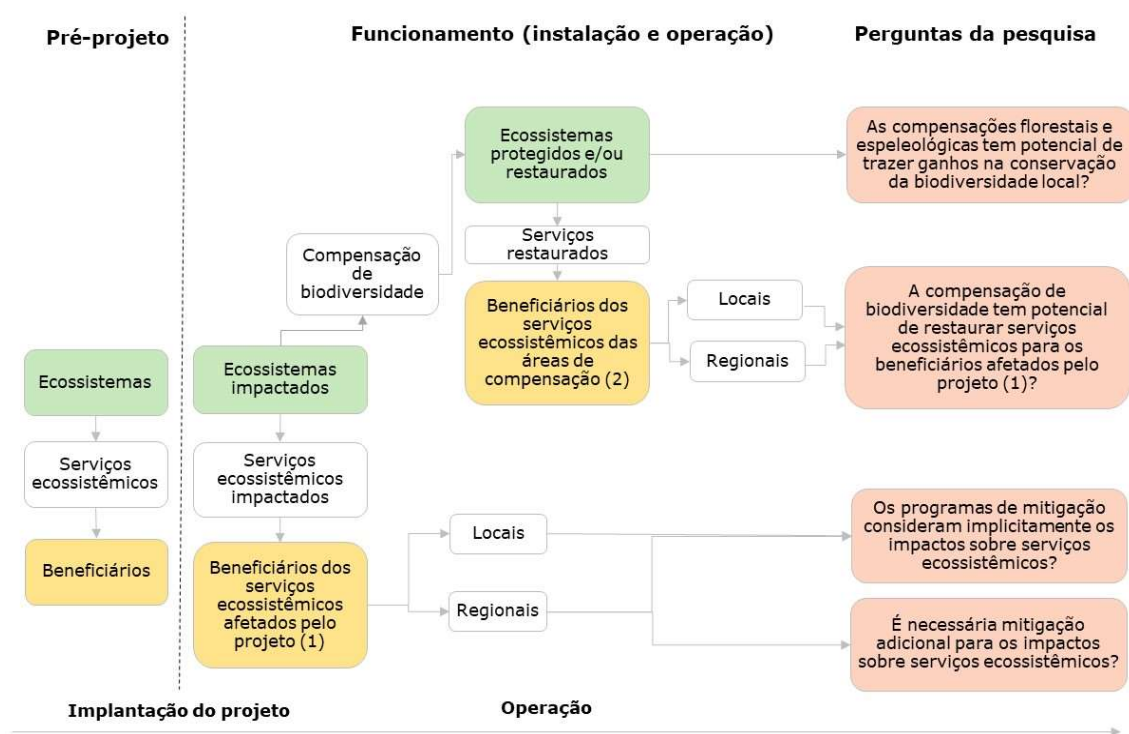 Pré-projeto
Funcionamento (instalação e operação)
Perguntas da pesquisa
Ecossistemas
protegidos e/ou
restaurados
As compensações florestais e
espeleológicas tem potencial de
trazer ganhos na conservação
da biodiversidade local?
Serviços
restaurados
Compensação
de
biodiversidade
Beneficiários dos
serviços
ecossistêmicos das
áreas de
compensação (2)
Locais
Regionais
A compensação de
biodiversidade tem potencial
de restaurar serviços
ecossistêmicos para os
beneficiários afetados pelo
projeto (1)?
Ecossistemas
Ecossistemas
impactados
Serviços
ecossistêmicos
Serviços
ecossistêmicos
impactados
Beneficiários
Beneficiários dos
serviços
ecossistêmicos
afetados pelo
projeto (1)
Locais
Regionais
Os programas de mitigação
consideram implicitamente os
impactos sobre serviços
ecossistêmicos?
É necessária mitigação
adicional para os impactos
sobre serviços ecossistêmicos?
Implantação do projeto
Operação